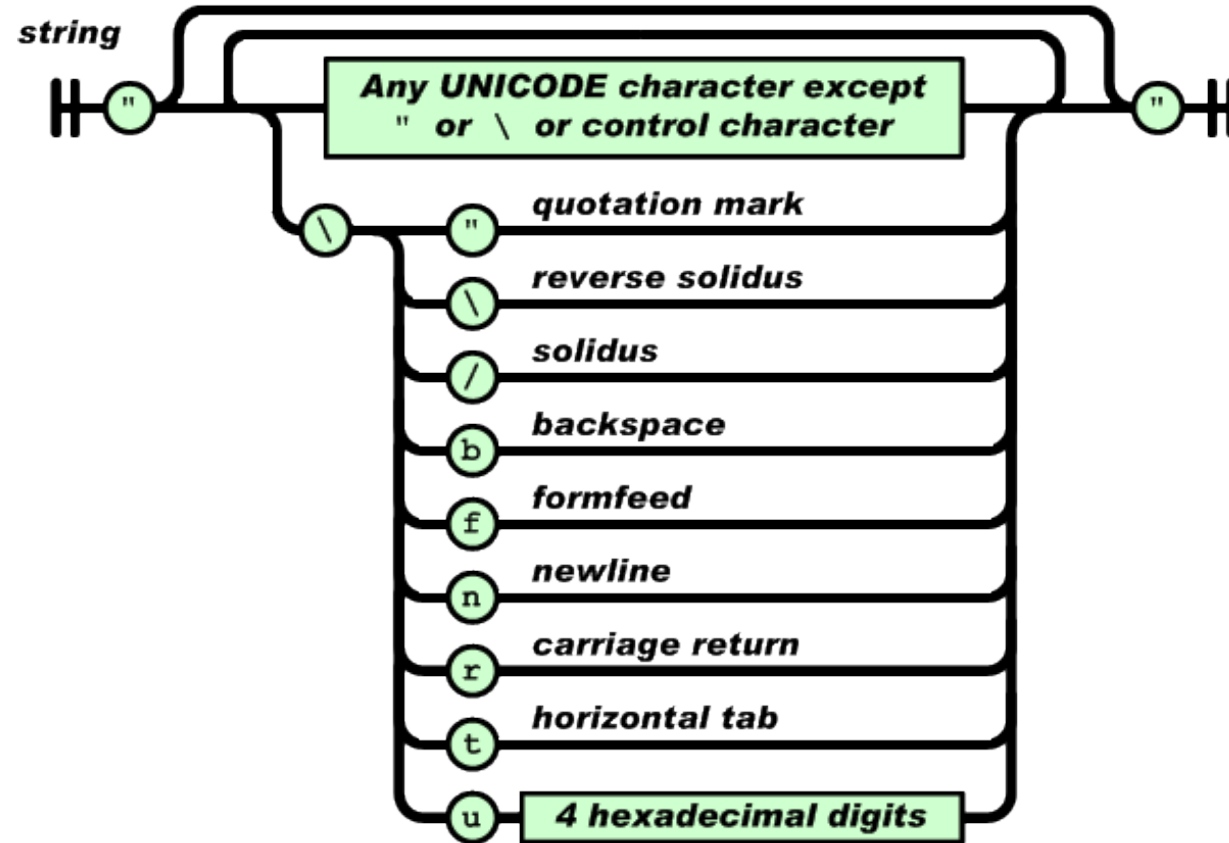 string
" Any UNICODE character except "
" or \ or control character
quotation mark
\ "
reverse solidus
\
solidus
/
backspace
b
formfeed
f
newline
n
carriage return
r
horizontal tab
t
u 4 hexadecimal digits